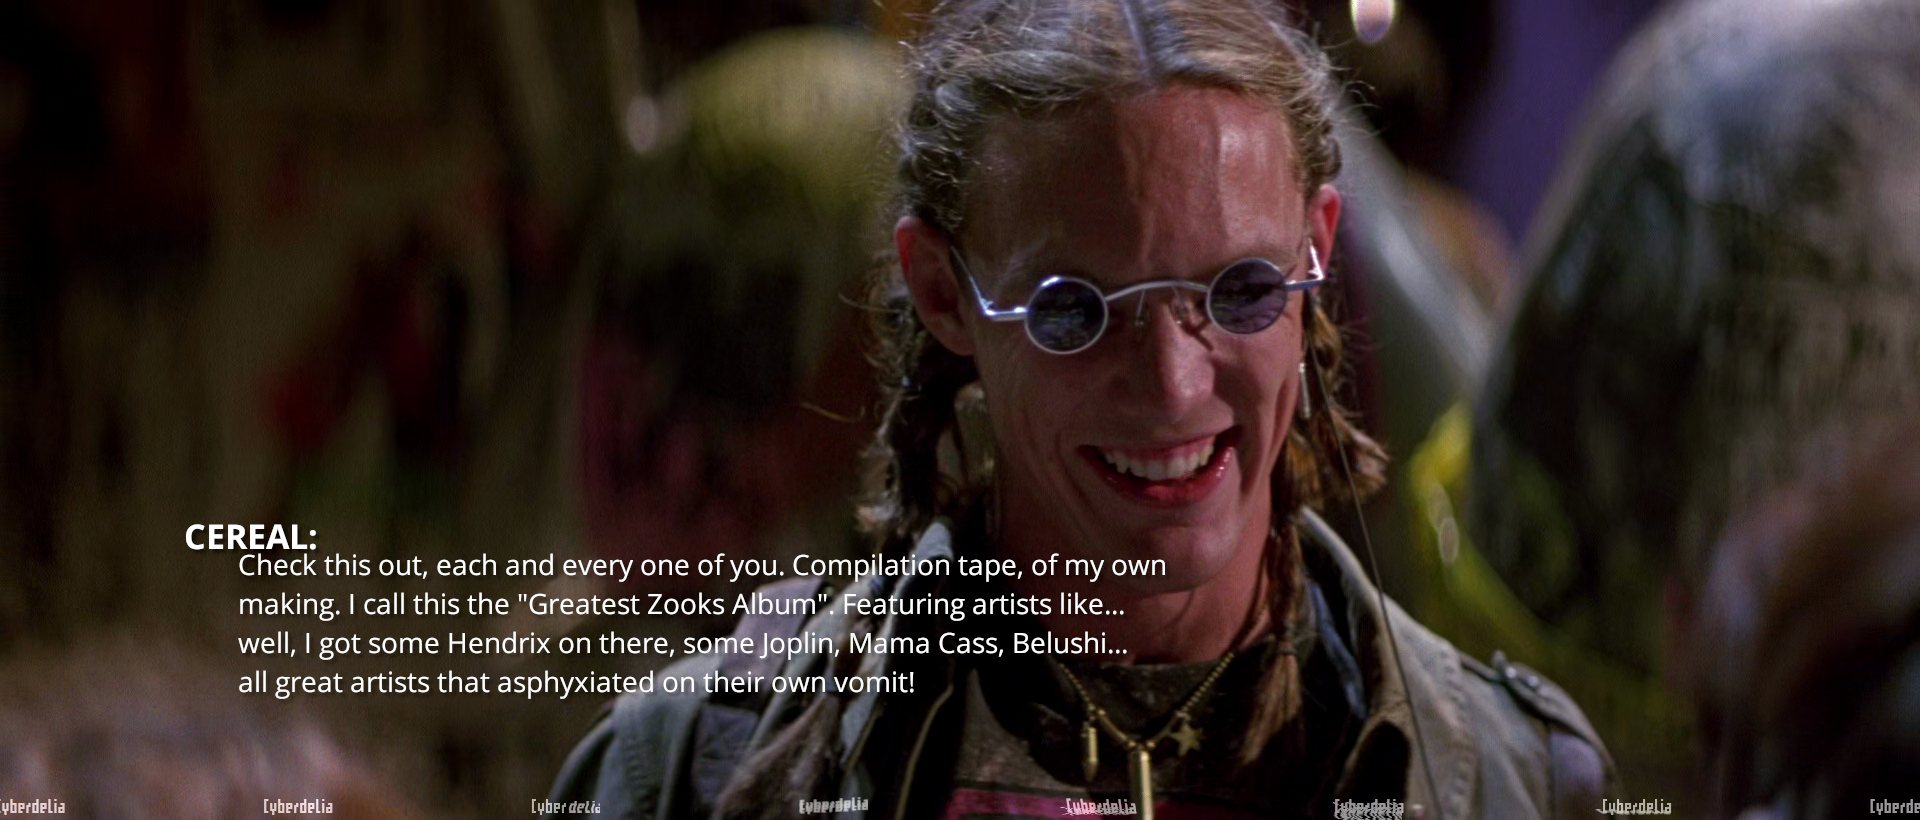 CEREAL:
Check this out, each and every one of you. Compilation tape, of my own
making. I call this the "Greatest Zooks Album". Featuring artists like...
well, I got some Hendrix on there, some Joplin, Mama Cass, Belushi...
all great artists that asphyxiated on their own vomit!
yberdelia Cyberdelia Cyberdelia Cyberdelia Cyberdelia Cyberdelia Cyberdelia Cyberde